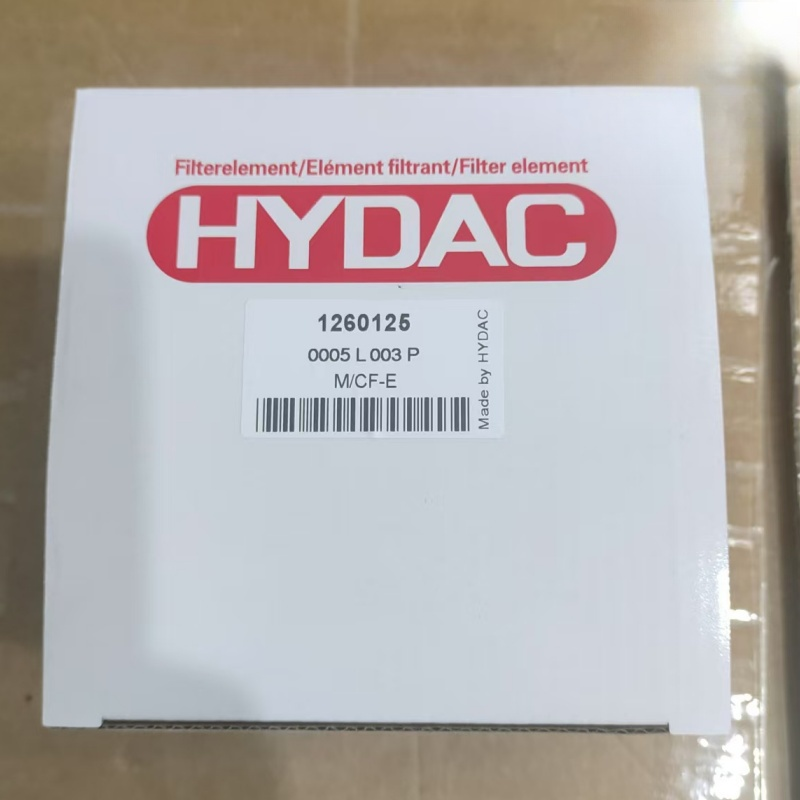 Filterelement/Elément filtrant/Filter element
HYDAC
1260125
0005 L 003 P
M/CF-E
Made by HYDAC